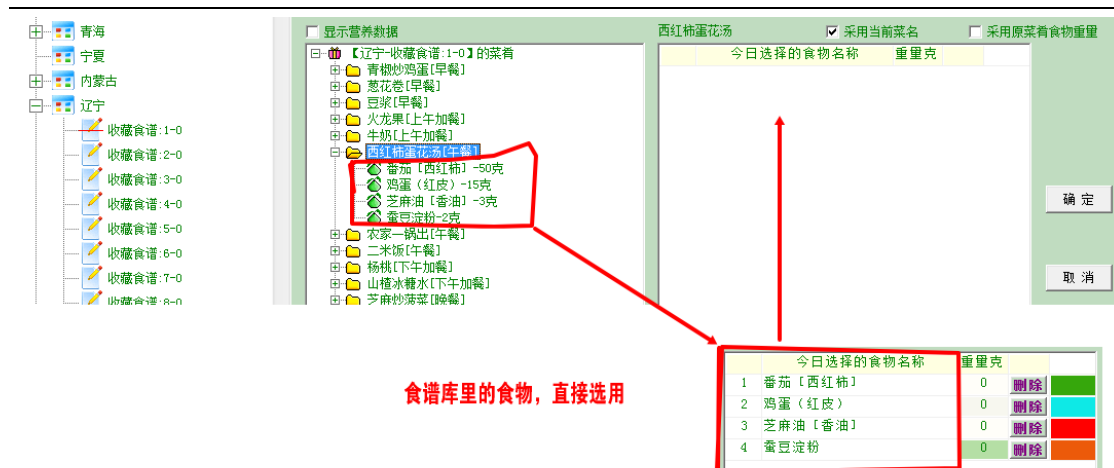 青海
宁夏
内蒙古
辽宁
收藏食谱:1-0
收藏食谱:2-0
收藏食谱:3-0
收藏食谱:4-0
收藏食谱:5-0
收藏食谱:6-0
收藏食谱:7-0
收藏食谱:8-0
显示营养数据
【辽宁-收藏食谱:1-0】的菜肴
青椒炒鸡蛋[早餐]
葱花卷[早餐]
豆浆[早餐]
火龙果[上午加餐]
牛奶[上午加餐]
西红柿蛋花汤[午餐]
番茄 [西红柿] -50克
鸡蛋 (红皮) -15克
芝麻油 [香油] -3克
蚕豆淀粉-2克
农家一锅出[午餐]
二米饭[午餐]
杨桃[下午加餐]
山楂冰糖水[下午加餐]
芝麻炒菠菜[晚餐]
西红柿蛋花汤
采用当前菜名
采用原菜肴食物重量
今日选择的食物名称 重量克
确 定
取 消
食谱库里的食物，直接选用
今日选择的食物名称 重量克
1 番茄 [西红柿] 0 删除
2 鸡蛋 (红皮) 0 删除
3 芝麻油 [香油] 0 删除
4 蚕豆淀粉 0 删除